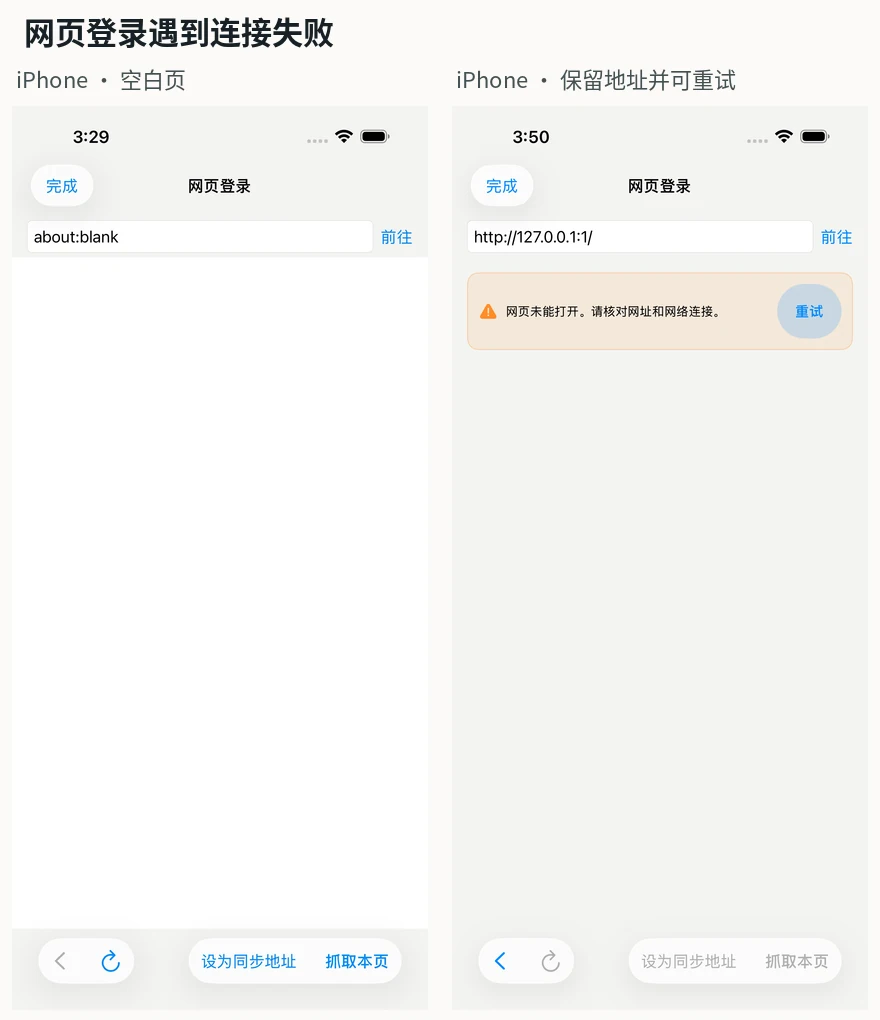 网页登录遇到连接失败
iPhone · 空白页
3:29
完成
网页登录
about:blank
前往
设为同步地址
抓取本页
iPhone · 保留地址并可重试
3:50
完成
网页登录
http://127.0.0.1:1/
前往
网页未能打开。请核对网址和网络连接。
重试
设为同步地址
抓取本页